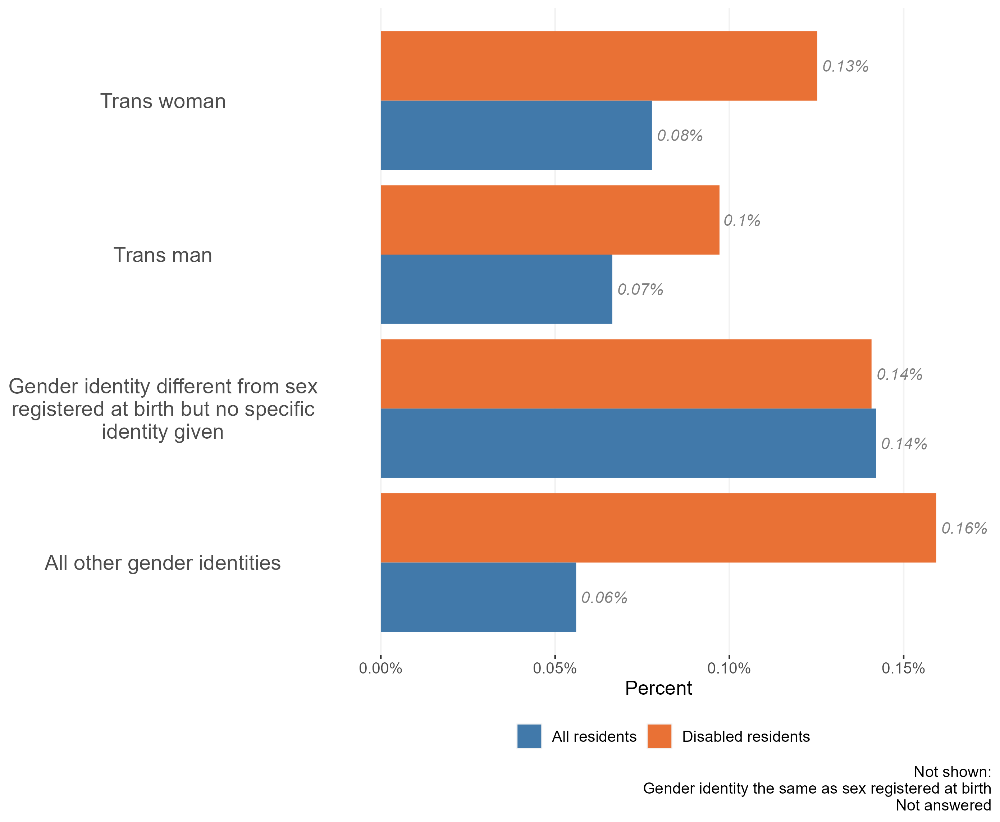 Trans woman
0.13%
0.08%
Trans man
0.1%
0.07%
Gender identity different from sex
registered at birth but no specific
identity given
0.14%
0.14%
All other gender identities
0.16%
0.06%
0.00% 0.05% 0.10% 0.15%
Percent
All residents Disabled residents
Not shown:
Gender identity the same as sex registered at birth
Not answered